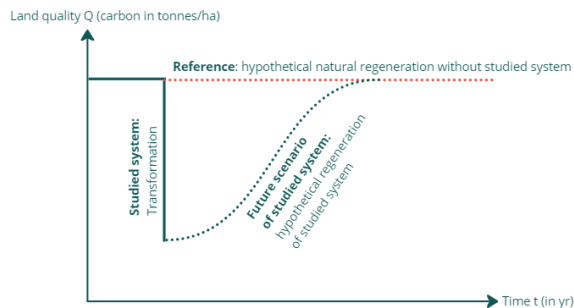 Land quality Q (carbon in tonnes/ha)
Reference: hypothetical natural regeneration without studied system
Studied system:
Transformation
Future scenario
of studied system:
hypothetical regeneration
of studied system
Time t (in yr)